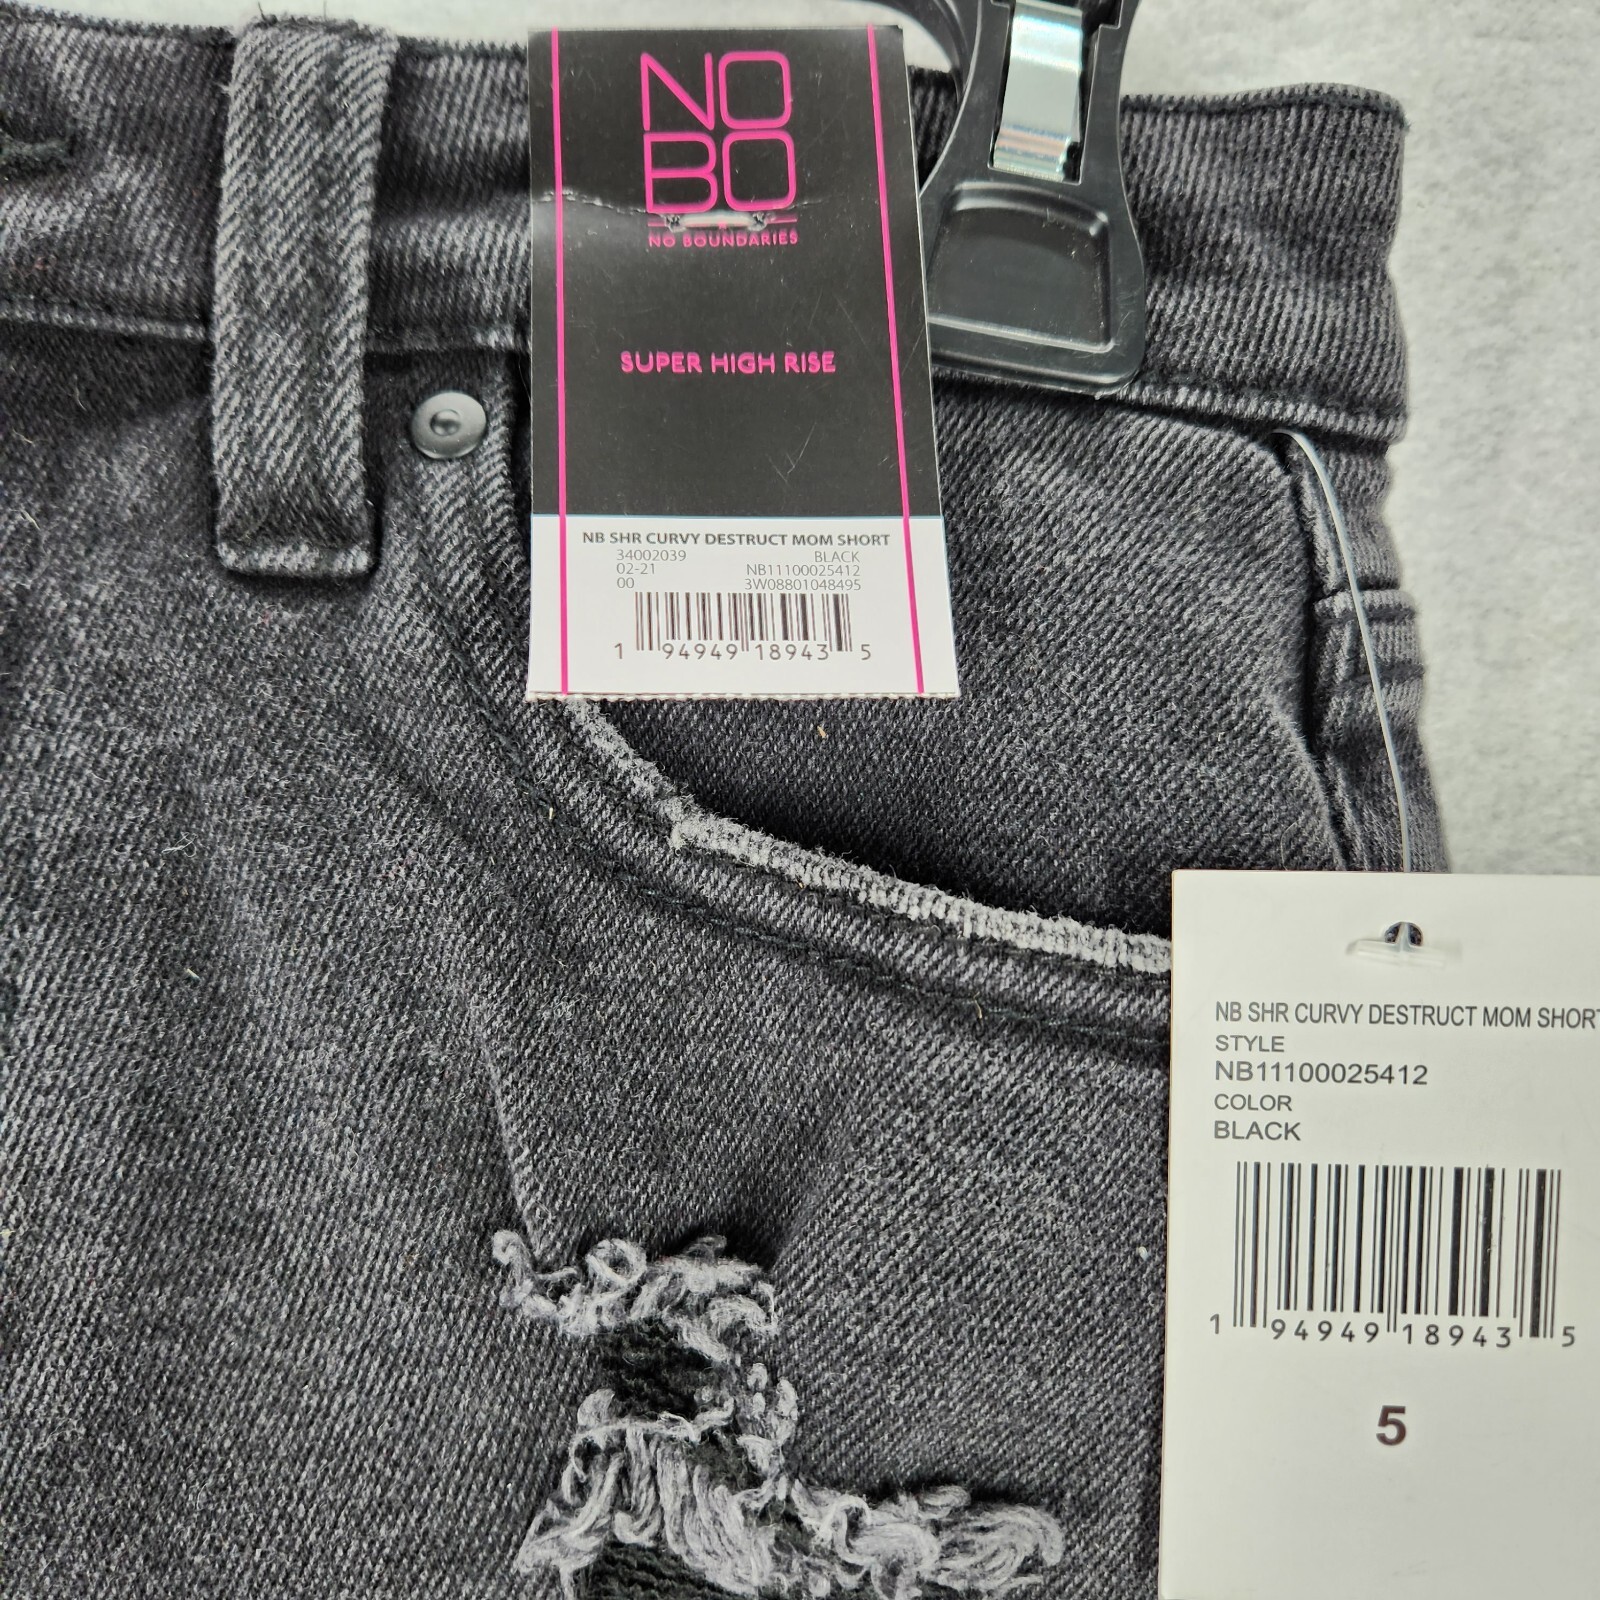 NO
BO
NO BOUNDARIES
SUPER HIGH RISE
NB SHR CURVY DESTRUCT MOM SHORT
34002039 BLACK
02-21 NB11100025412
00 3W08801048495
1 94949 18943 5
NB SHR CURVY DESTRUCT MOM SHORT
STYLE
NB11100025412
COLOR
BLACK
1 94949 18943 5
5